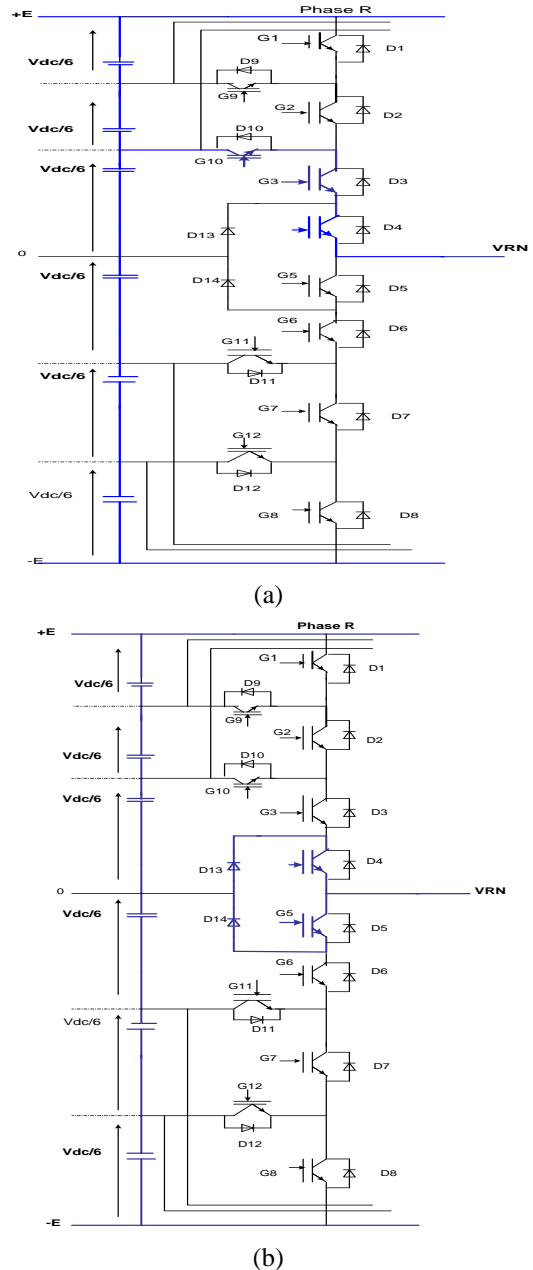 Phase R
+E
G1
D1
Vdc/6
D9
G9
G2
D2
Vdc/6
D10
G10
G3
D3
Vdc/6
D13
D4
VRN
0
D14
G5
D5
Vdc/6
G6
D6
G11
D11
Vdc/6
G7
D7
G12
D12
Vdc/6
G8
D8
-E
(a)
Phase R
+E
G1
D1
Vdc/6
D9
G9
G2
D2
Vdc/6
D10
G10
G3
D3
Vdc/6
D13
D4
0
VRN
Vdc/6
D14
G5
D5
G6
D6
G11
D11
Vdc/6
G7
D7
G12
D12
Vdc/6
G8
D8
-E
(b)